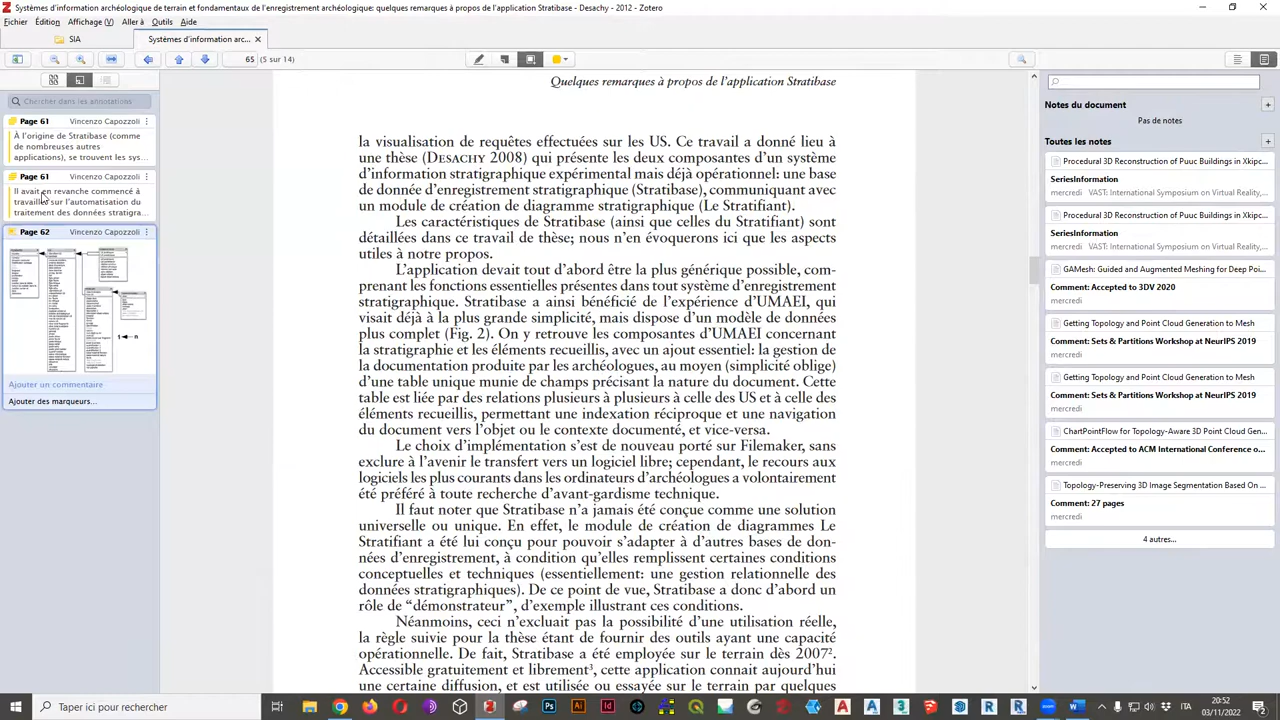 Systèmes d'information archéologique de terrain et fondamentaux de l'enregistrement archéologique: quelques remarques à propos de l'application Stratibase - Desachy - 2012 - Zotero
Fichier Édition Affichage (V) Aller à Outils Aide
SIA
Systèmes d'information arc...
65 (5 sur 14)
Chercher dans les annotations
Page 61 Vincenzo Capozzoli
À l'origine de Stratibase (comme
de nombreuses autres
applications), se trouvent les sys...
Page 61 Vincenzo Capozzoli
Il avait en revanche commencé à
travailler sur l'automatisation du
traitement des données stratigra...
Page 62 Vincenzo Capozzoli
Ajouter un commentaire
Ajouter des marqueurs...
Quelques remarques à propos de l'application Stratibase
la visualisation de requêtes effectuées sur les US. Ce travail a donné lieu à
une thèse (DESACHY 2008) qui présente les deux composantes d'un système
d'information stratigraphique expérimental mais déjà opérationnel: une base
de donnée d'enregistrement stratigraphique (Stratibase), communiquant avec
un module de création de diagramme stratigraphique (Le Stratifiant).
Les caractéristiques de Stratibase (ainsi que celles du Stratifiant) sont
détaillées dans ce travail de thèse; nous n'en évoquerons ici que les aspects
utiles à notre propos.
L'application devait tout d'abord être la plus générique possible, com-
prenant les fonctions essentielles présentes dans tout système d'enregistrement
stratigraphique. Stratibase a ainsi bénéficié de l'expérience d'UMAEI, qui
visait déjà à la plus grande simplicité, mais dispose d'un modèle de données
plus complet (Fig. 2). On y retrouve les composantes d'UMAEI concernant
la stratigraphie et les éléments recueillis, avec un ajout essentiel: la gestion de
la documentation produite par les archéologues, au moyen (simplicité oblige)
d'une table unique munie de champs précisant la nature du document. Cette
table est liée par des relations plusieurs à plusieurs à celle des US et à celle des
éléments recueillis, permettant une indexation réciproque et une navigation
du document vers l'objet ou le contexte documenté, et vice-versa.
Le choix d'implémentation s'est de nouveau porté sur Filemaker, sans
exclure à l'avenir le transfert vers un logiciel libre; cependant, le recours aux
logiciels les plus courants dans les ordinateurs d'archéologues a volontairement
été préféré à toute recherche d'avant-gardisme technique.
Il faut noter que Stratibase n'a jamais été conçue comme une solution
universelle ou unique. En effet, le module de création de diagrammes Le
Stratifiant a été lui conçu pour pouvoir s'adapter à d'autres bases de don-
nées d'enregistrement, à condition qu'elles remplissent certaines conditions
conceptuelles et techniques (essentiellement: une gestion relationnelle des
données stratigraphiques). De ce point de vue, Stratibase a donc d'abord un
rôle de "démonstrateur", d'exemple illustrant ces conditions.
Néanmoins, ceci n'excluait pas la possibilité d'une utilisation réelle,
la règle suivie pour la thèse étant de fournir des outils ayant une capacité
opérationnelle. De fait, Stratibase a été employée sur le terrain dès 2007².
Accessible gratuitement et librement³, cette application connait aujourd'hui
une certaine diffusion, et est utilisée ou essayée sur le terrain par quelques
Notes du document
Pas de notes
Toutes les notes
Procedural 3D Reconstruction of Puuc Buildings in Xkipc...
SeriesInformation
mercredi VAST: International Symposium on Virtual Reality,...
Procedural 3D Reconstruction of Puuc Buildings in Xkipc...
SeriesInformation
mercredi VAST: International Symposium on Virtual Reality,...
GAMesh: Guided and Augmented Meshing for Deep Poi...
Comment: Accepted to 3DV 2020
mercredi
Getting Topology and Point Cloud Generation to Mesh
Comment: Sets & Partitions Workshop at NeurIPS 2019
mercredi
Getting Topology and Point Cloud Generation to Mesh
Comment: Sets & Partitions Workshop at NeurIPS 2019
mercredi
ChartPointFlow for Topology-Aware 3D Point Cloud Gen...
Comment: Accepted to ACM International Conference o...
mercredi
Topology-Preserving 3D Image Segmentation Based On ...
Comment: 27 pages
mercredi
4 autres...
Taper ici pour rechercher
20:52
ITA 03/11/2022